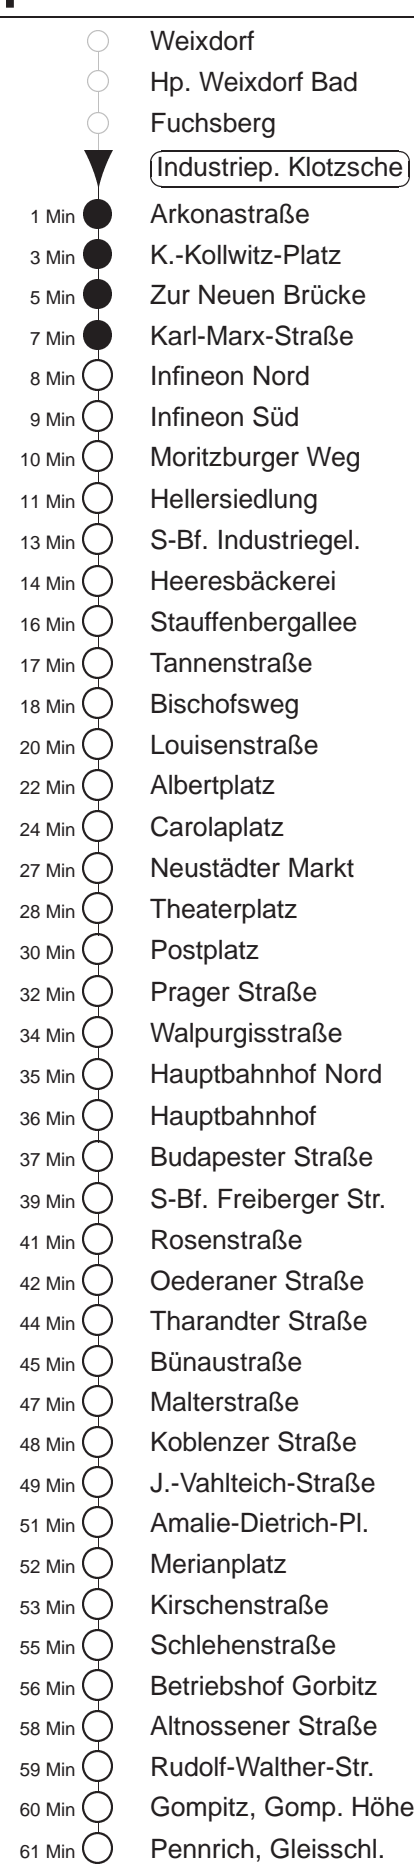 Weixdorf
Hp. Weixdorf Bad
Fuchsberg
Industriep. Klotzsche
1 Min Arkonastraße
3 Min K.-Kollwitz-Platz
5 Min Zur Neuen Brücke
7 Min Karl-Marx-Straße
8 Min Infineon Nord
9 Min Infineon Süd
10 Min Moritzburger Weg
11 Min Hellersiedlung
13 Min S-Bf. Industriegel.
14 Min Heeresbäckerei
16 Min Stauffenbergallee
17 Min Tannenstraße
18 Min Bischofsweg
20 Min Louisenstraße
22 Min Albertplatz
24 Min Carolaplatz
27 Min Neustädter Markt
28 Min Theaterplatz
30 Min Postplatz
32 Min Prager Straße
34 Min Walpurgisstraße
35 Min Hauptbahnhof Nord
36 Min Hauptbahnhof
37 Min Budapester Straße
39 Min S-Bf. Freiberger Str.
41 Min Rosenstraße
42 Min Oederaner Straße
44 Min Tharandter Straße
45 Min Bünaustraße
47 Min Malterstraße
48 Min Koblenzer Straße
49 Min J.-Vahlteich-Straße
51 Min Amalie-Dietrich-Pl.
52 Min Merianplatz
53 Min Kirschenstraße
55 Min Schlehenstraße
56 Min Betriebshof Gorbitz
58 Min Altnossener Straße
59 Min Rudolf-Walther-Str.
60 Min Gompitz, Gomp. Höhe
61 Min Pennrich, Gleisschl.